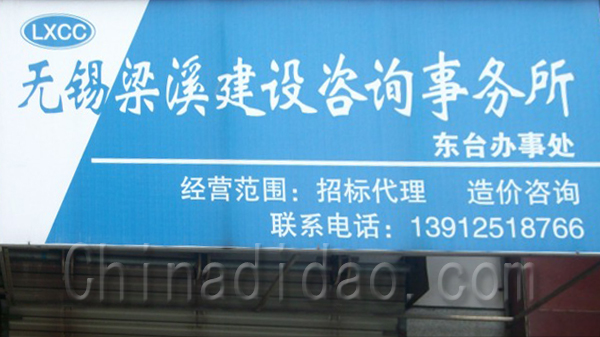 LXCC
无锡梁溪建设咨询事务所
东台办事处
经营范围：招标代理 造价咨询
联系电话：13912518766
Chinadidao.com